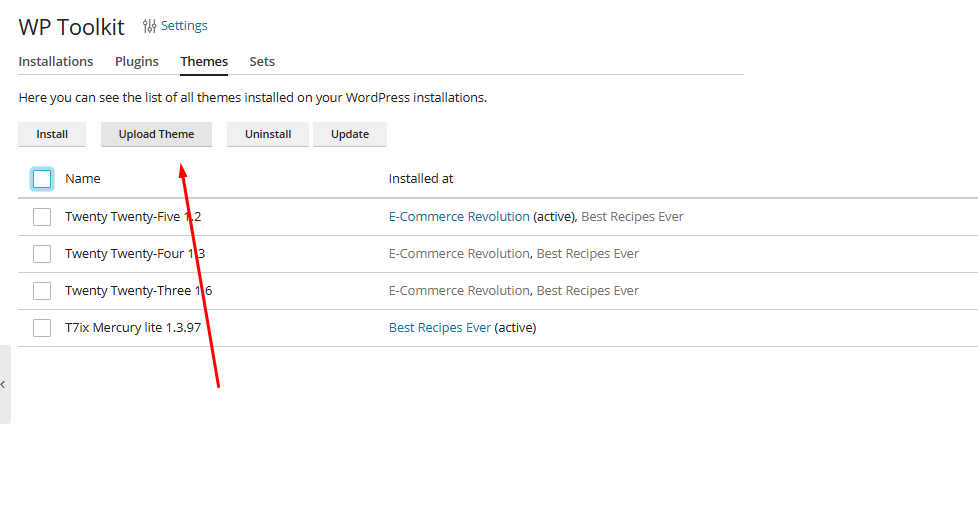 WP Toolkit Settings
Installations Plugins Themes Sets
Here you can see the list of all themes installed on your WordPress installations.
Install Upload Theme Uninstall Update
Name Installed at
Twenty Twenty-Five 1.2 E-Commerce Revolution (active), Best Recipes Ever
Twenty Twenty-Four 1.3 E-Commerce Revolution, Best Recipes Ever
Twenty Twenty-Three 1.6 E-Commerce Revolution, Best Recipes Ever
T7ix Mercury lite 1.3.97 Best Recipes Ever (active)